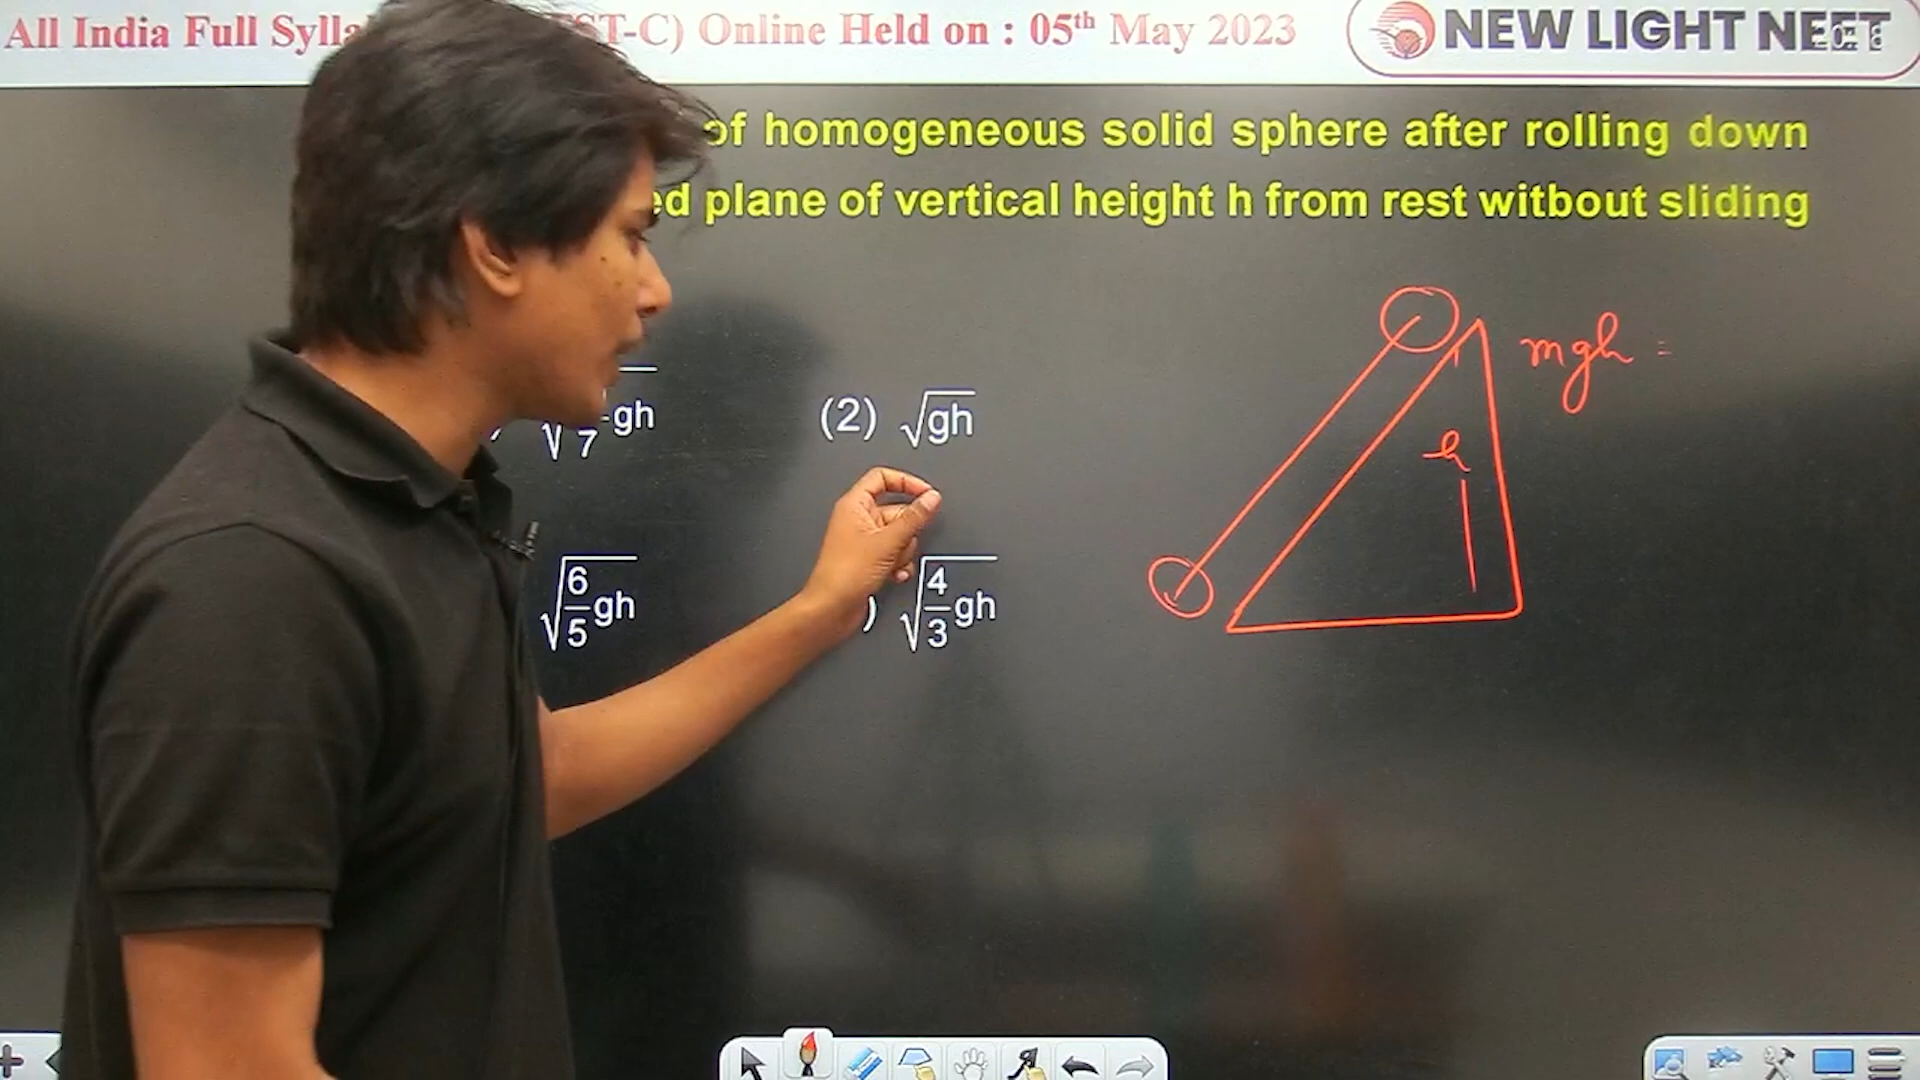 All India Full Sylla ST-C) Online Held on : 05th May 2023
NEW LIGHT NEET
of homogeneous solid sphere after rolling down
ed plane of vertical height h from rest witbout sliding
mgh =
√ 7 gh
(2) √gh
h
√6/5 gh
) √4/3 gh